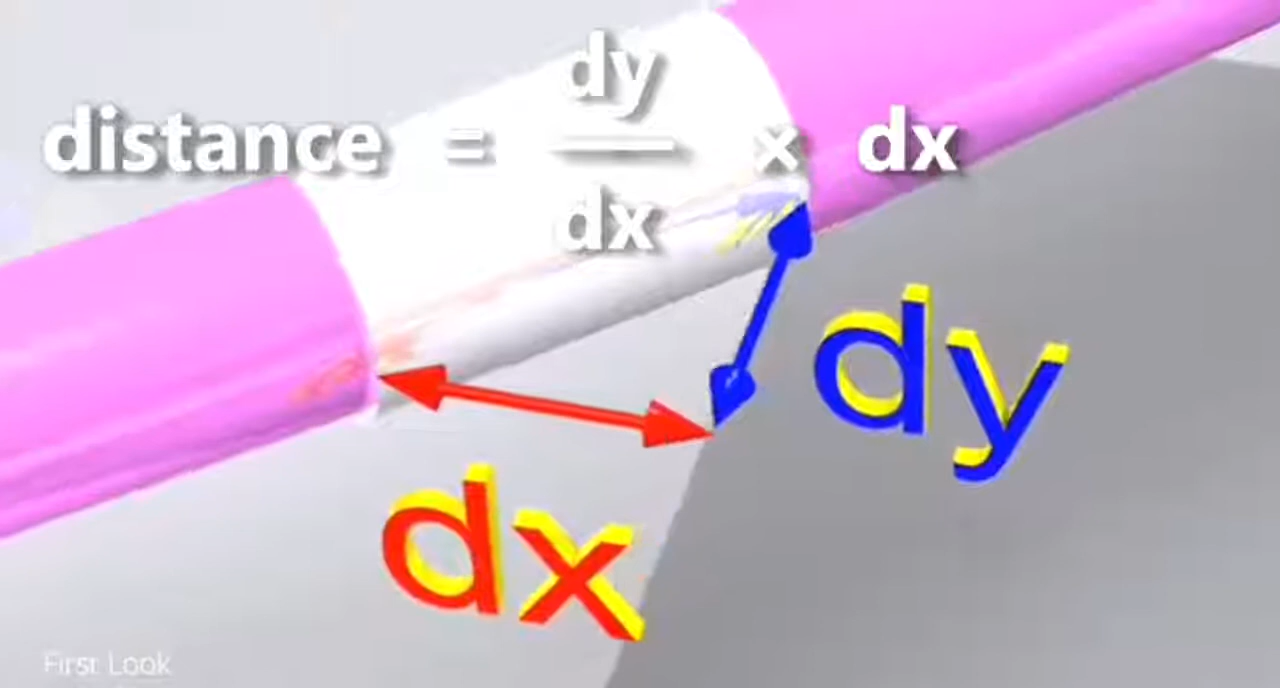 distance = dy/dx × dx
dy
dx
First Look